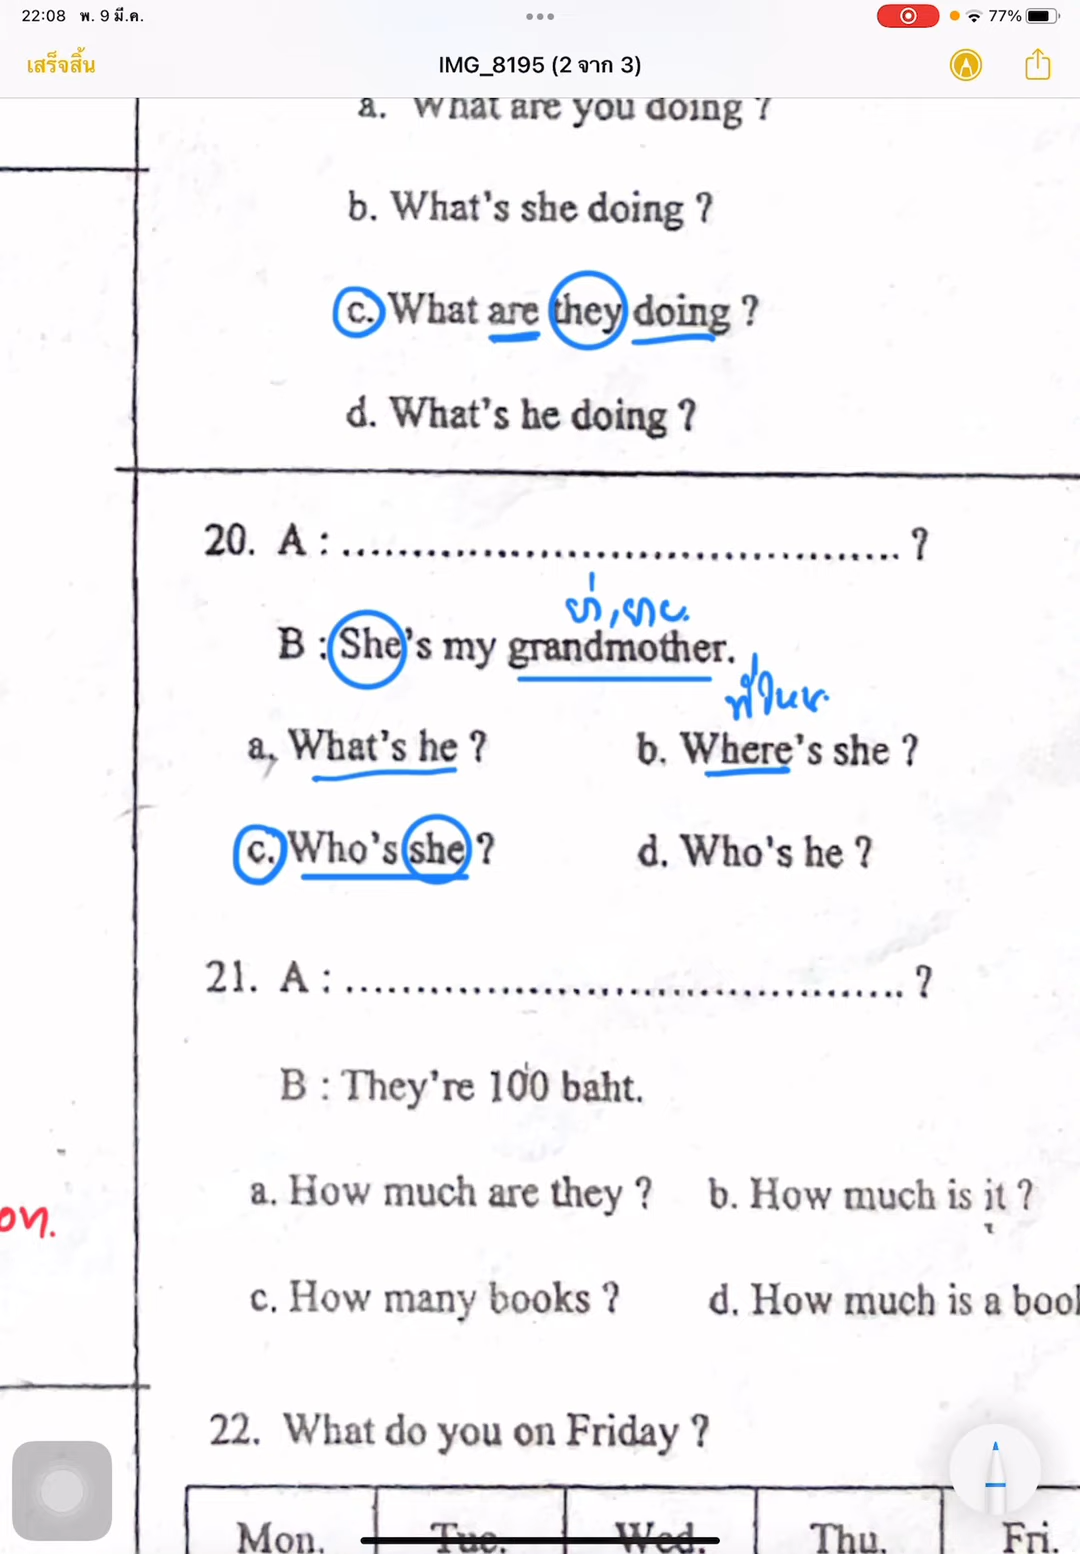 22:08 พ. 9 มี.ค.
77%
เสร็จสิ้น
IMG_8195 (2 จาก 3)
a. What are you doing ?
b. What's she doing ?
c. What are they doing ?
d. What's he doing ?
20. A : ........................................ ?
ย่า, ยาย
B : She's my grandmother.
ที่ไหน
a, What's he ?
b. Where's she ?
c. Who's she ?
d. Who's he ?
21. A : ........................................ ?
B : They're 100 baht.
a. How much are they ?
b. How much is it ?
on.
c. How many books ?
d. How much is a book
22. What do you on Friday ?
Mon. Tue. Wed. Thu. Fri.